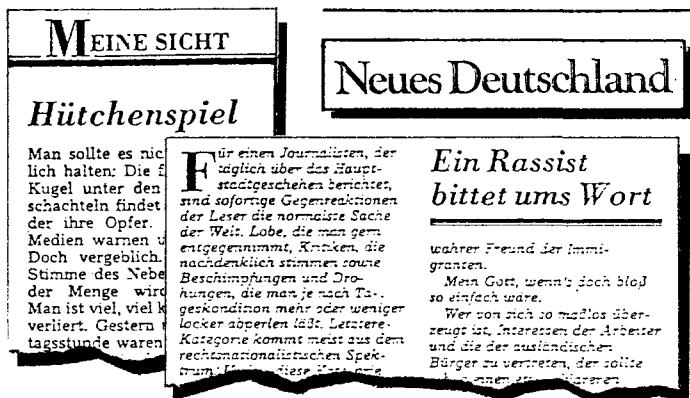 MEINE SICHT
Neues Deutschland
Hütchenspiel
Man sollte es nic
lich halten: Die f
Kugel unter den
schachteln findet
der ihre Opfer.
Medien warnen u
Doch vergeblich.
Stimme des Nebe
der Menge wird
Man ist viel, viel k
verliert. Gestern
tagsstunde waren
Für einen Journalisten, der
täglich über das Haupt-
stadtgeschehen berichtet,
sind sofortige Gegenreaktionen
der Leser die normalste Sache
der Welt. Lobe, die man gern
entgegennimmt, Kritiken, die
nachdenklich stimmen sowie
Beschimpfungen und Dro-
hungen, die man je nach Ta-
geskondition mehr oder weniger
locker abperlen läßt. Letztere
Kategorie kommt meist aus dem
rechtsnationalistischen Spek-
trum. diese
Ein Rassist
bittet ums Wort
wahrer Freund der Immi-
granten.
Mein Gott, wenn's doch bloß
so einfach wäre.
Wer von sich so maßlos über-
zeugt ist, Interessen der Arbeiter
und die der ausländischen
Bürger zu vertreten, der sollte